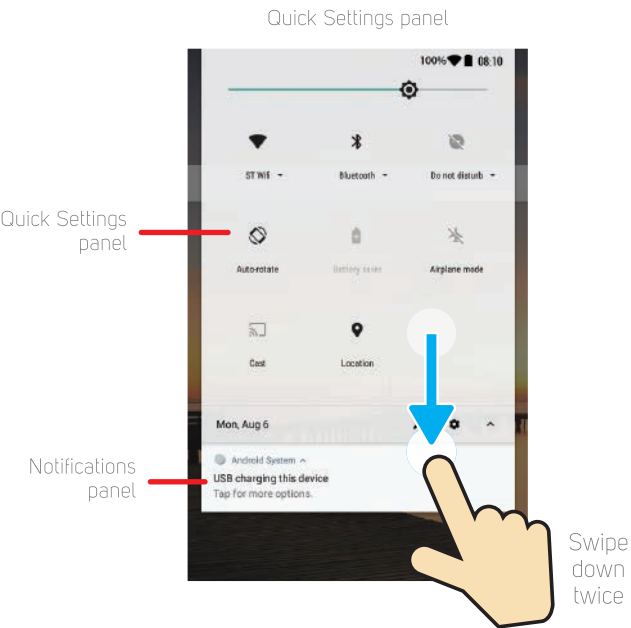 Quick Settings panel
100% 08:10
ST Wifi Bluetooth Do not disturb
Quick Settings
panel
Auto-rotate Battery saver Airplane mode
Cast Location
Mon, Aug 6
Android System
Notifications
panel
USB charging this device
Tap for more options.
Swipe
down
twice